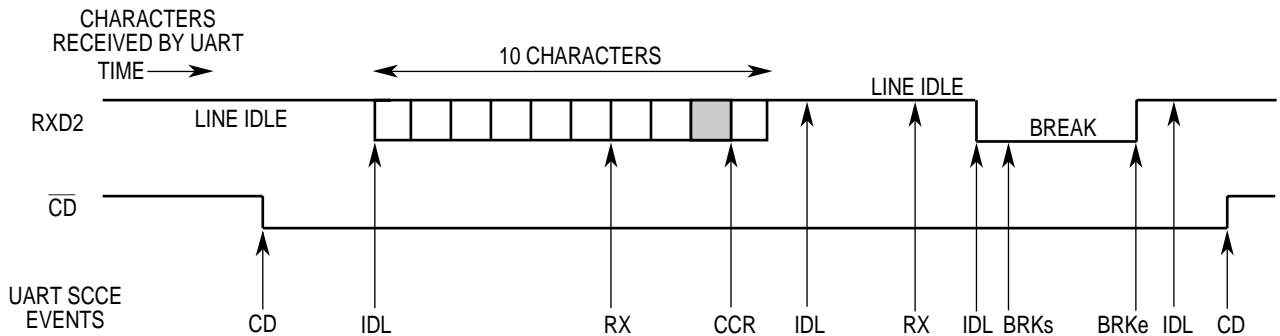 CHARACTERS
RECEIVED BY UART
TIME
10 CHARACTERS
RXD2
LINE IDLE
LINE IDLE
BREAK
CD
UART SCCE
EVENTS
CD
IDL
RX
CCR
IDL
RX
IDL
BRKs
BRKe
IDL
CD